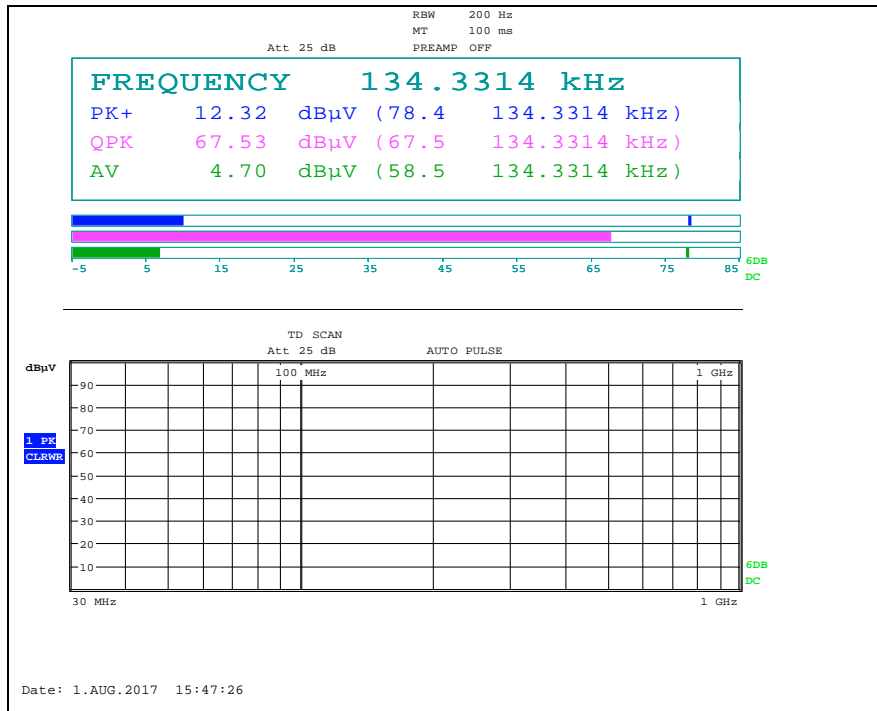 RBW 200 Hz
MT 100 ms
Att 25 dB PREAMP OFF
FREQUENCY 134.3314 kHz
PK+ 12.32 dBµV (78.4 134.3314 kHz)
QPK 67.53 dBµV (67.5 134.3314 kHz)
AV 4.70 dBµV (58.5 134.3314 kHz)
6DB
-5 5 15 25 35 45 55 65 75 85
DC
TD SCAN
Att 25 dB AUTO PULSE
dBµV
100 MHz 1 GHz
90
80
70
1 PK
CLRWR
60
50
40
30
20
10
6DB
DC
30 MHz 1 GHz
Date: 1.AUG.2017 15:47:26